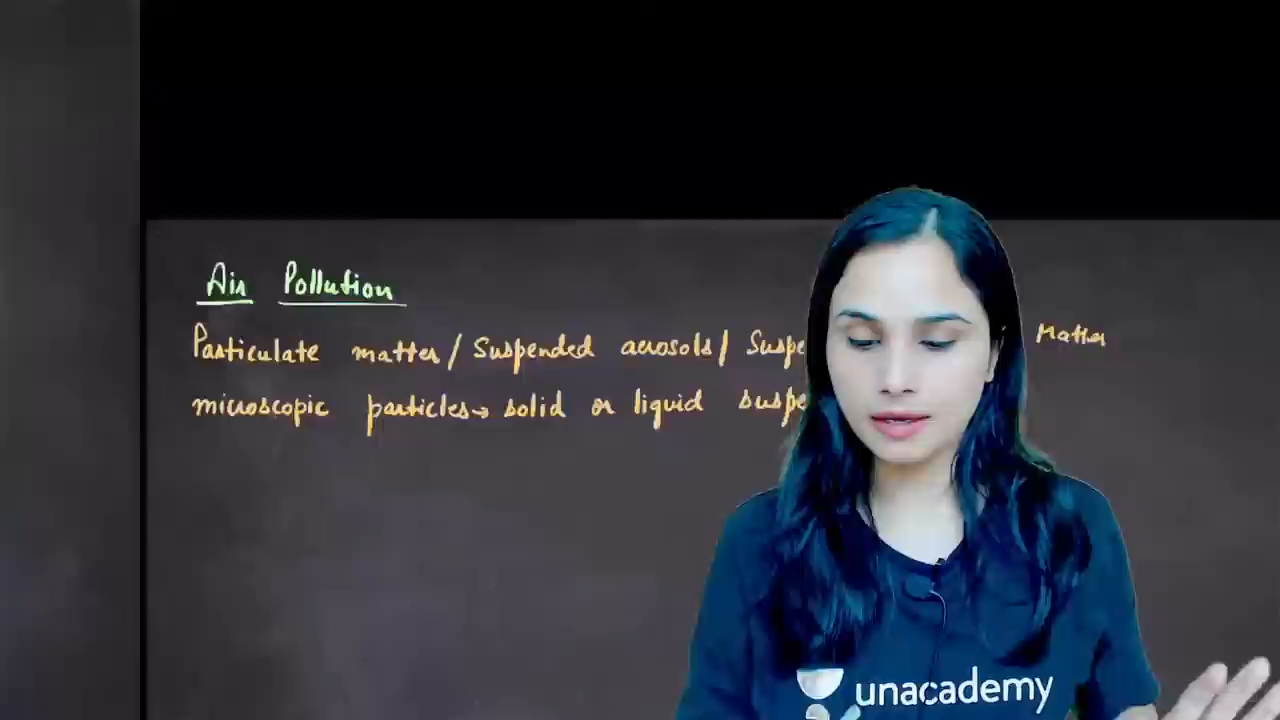 Air Pollution
Particulate matter/ Suspended aerosols/ Suspe Matter
microscopic particles→ solid or liquid suspe
unacademy